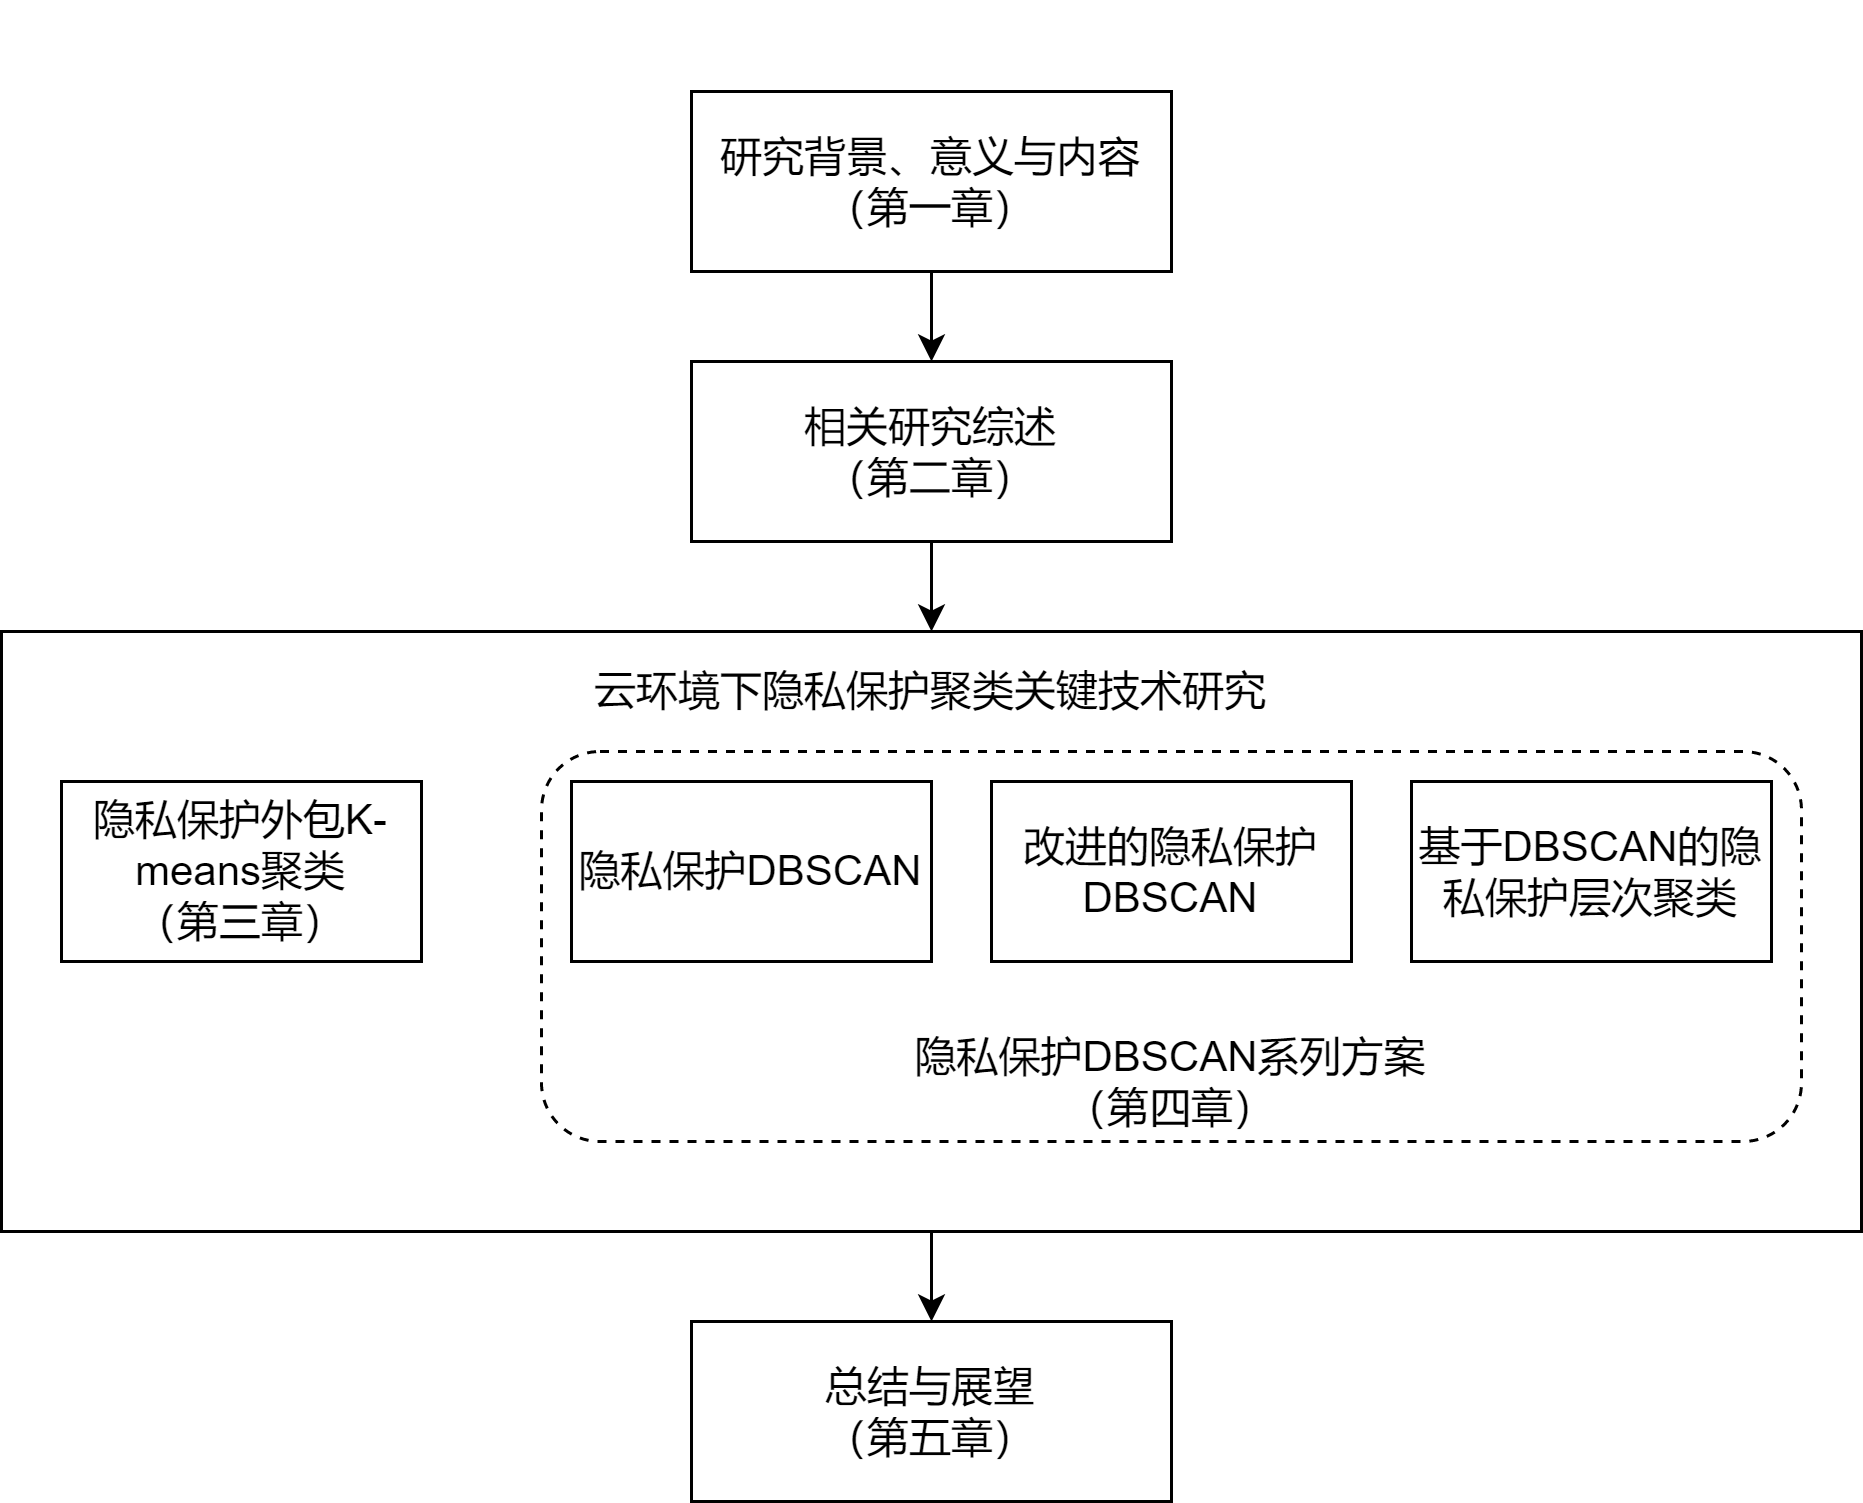 研究背景、意义与内容
（第一章）
相关研究综述
（第二章）
云环境下隐私保护聚类关键技术研究
隐私保护外包K-
means聚类
（第三章）
隐私保护DBSCAN
改进的隐私保护
DBSCAN
基于DBSCAN的隐
私保护层次聚类
隐私保护DBSCAN系列方案
（第四章）
总结与展望
（第五章）